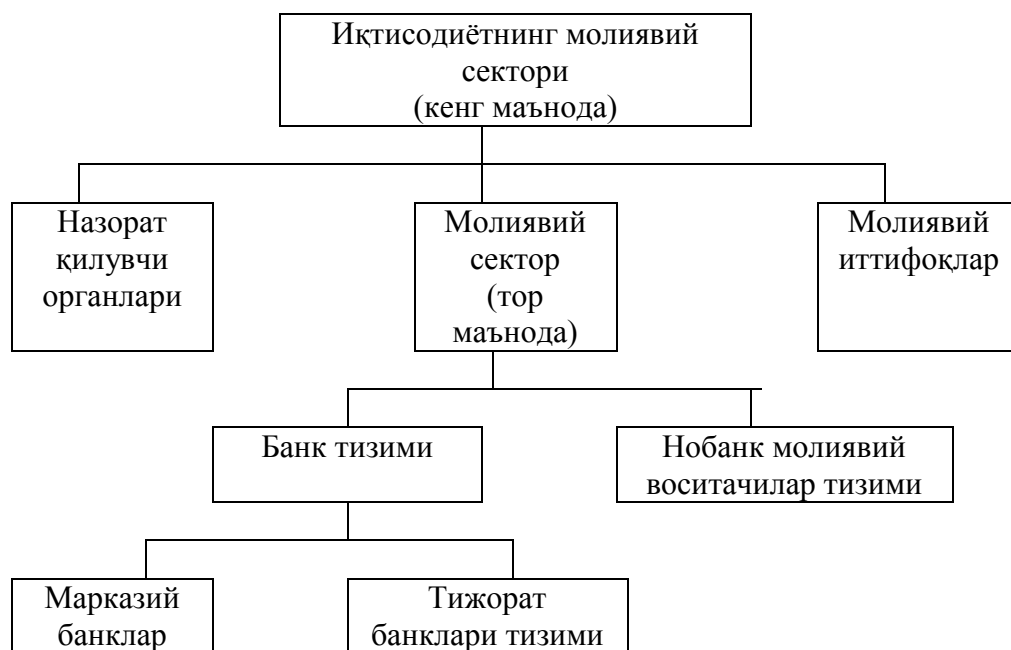 Иқтисодиётнинг молиявий
сектори
(кенг маънода)
Назорат
қилувчи
органлари
Молиявий
сектор
(тор
маънода)
Молиявий
иттифоқлар
Банк тизими
Нобанк молиявий
воситачилар тизими
Марказий
банклар
Тижорат
банклари тизими